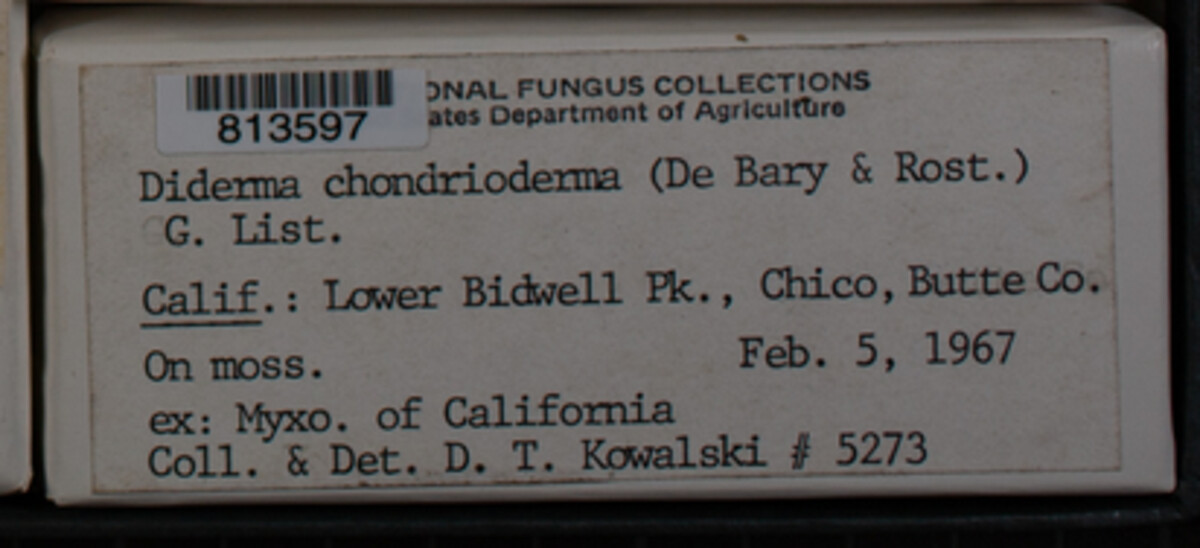 813597
ONAL FUNGUS COLLECTIONS
ates Department of Agriculture
Diderma chondrioderma (De Bary & Rost.)
G. List.
Calif.: Lower Bidwell Pk., Chico, Butte Co.
On moss. Feb. 5, 1967
ex: Myxo. of California
Coll. & Det. D. T. Kowalski # 5273